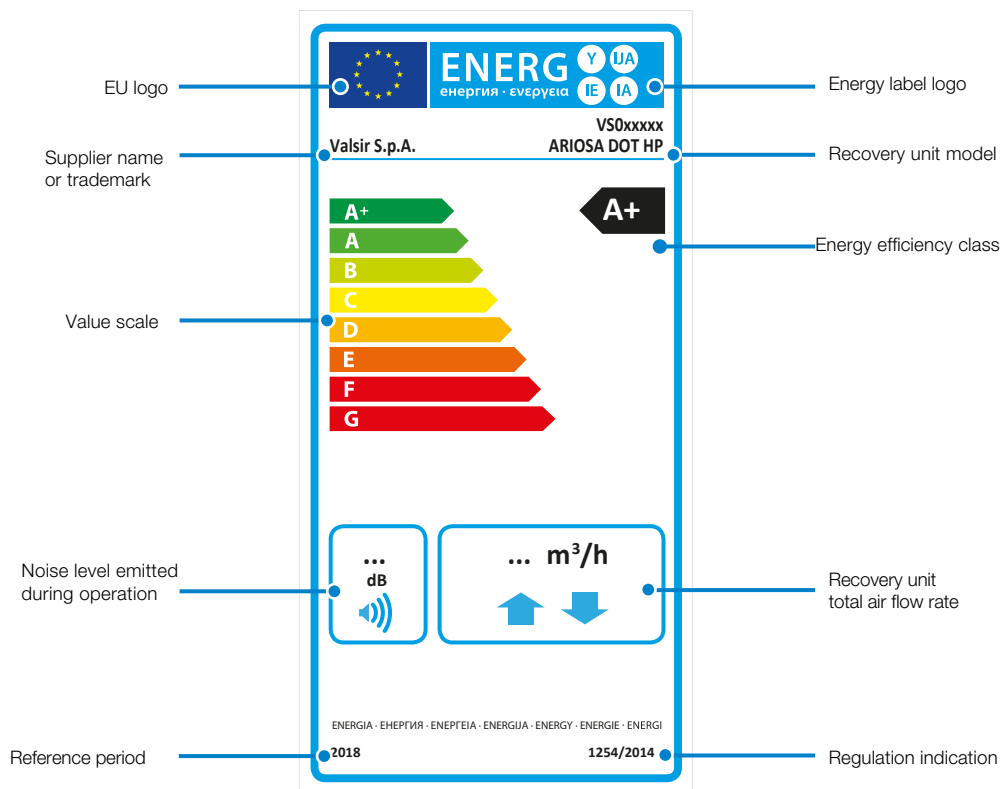 EU logo
ENERG
енергия · ενεργεια
Y IJA
IE IA
Energy label logo
Supplier name
or trademark
Valsir S.p.A.
VS0xxxxx
ARIOSA DOT HP
Recovery unit model
A+
A
B
C
D
E
F
G
A+
Energy efficiency class
Value scale
Noise level emitted
during operation
...
dB
... m³/h
Recovery unit
total air flow rate
ENERGIA · ЕНЕРГИЯ · ΕΝΕΡΓΕΙΑ · ENERGIJA · ENERGY · ENERGIE · ENERGI
Reference period
2018
1254/2014
Regulation indication